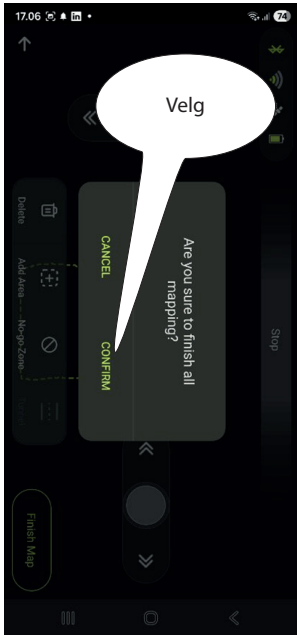 17.06
in
74
Velg
Stop
Are you sure to finish all
mapping?
CANCEL
CONFIRM
Delete
Add Area
No-go Zone
Finish Map